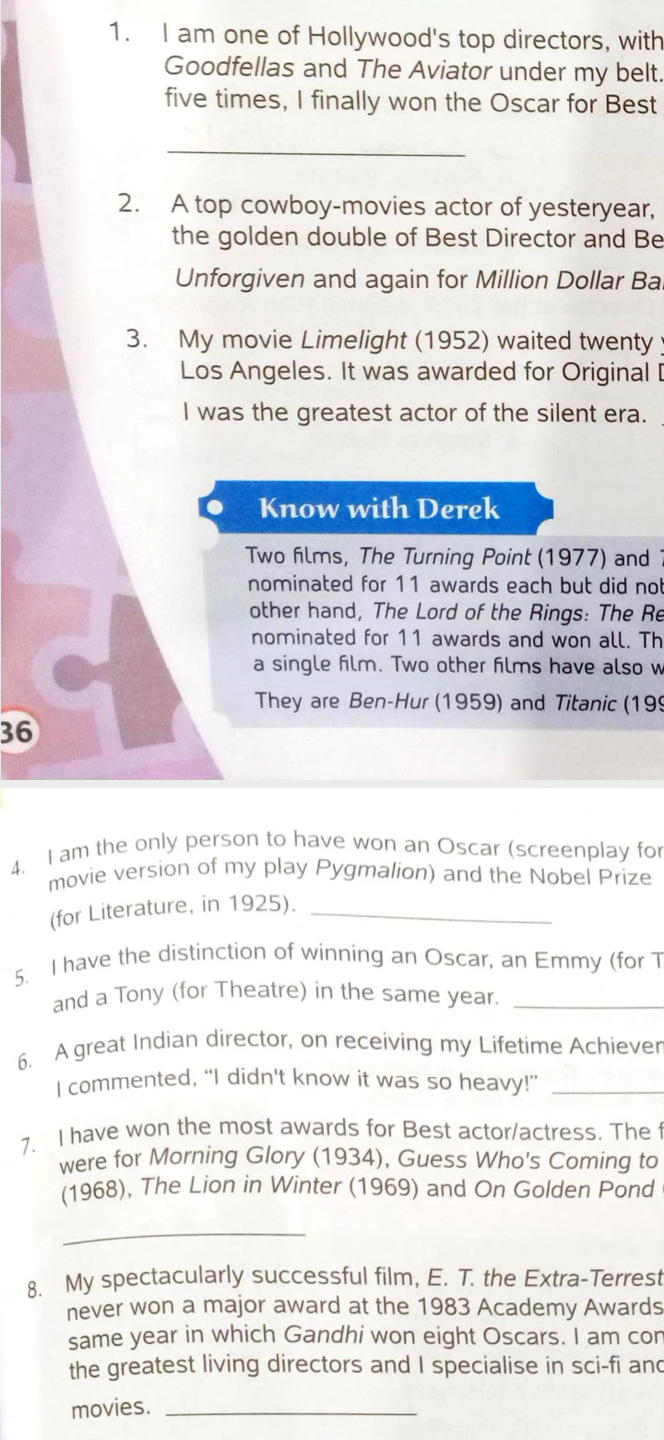 1. I am one of Hollywood's top directors, with
Goodfellas and The Aviator under my belt.
five times, I finally won the Oscar for Best
2. A top cowboy-movies actor of yesteryear,
the golden double of Best Director and Be
Unforgiven and again for Million Dollar Ba
3. My movie Limelight (1952) waited twenty
Los Angeles. It was awarded for Original
I was the greatest actor of the silent era.
Know with Derek
Two films, The Turning Point (1977) and
nominated for 11 awards each but did not
other hand, The Lord of the Rings: The Re
nominated for 11 awards and won all. Th
a single film. Two other films have also w
They are Ben-Hur (1959) and Titanic (199
36
4. I am the only person to have won an Oscar (screenplay for
movie version of my play Pygmalion) and the Nobel Prize
(for Literature, in 1925).
5. I have the distinction of winning an Oscar, an Emmy (for T
and a Tony (for Theatre) in the same year.
6. A great Indian director, on receiving my Lifetime Achieve
I commented, “I didn't know it was so heavy!”
7. I have won the most awards for Best actor/actress. The f
were for Morning Glory (1934), Guess Who's Coming to
(1968), The Lion in Winter (1969) and On Golden Pond
8. My spectacularly successful film, E. T. the Extra-Terrest
never won a major award at the 1983 Academy Awards
same year in which Gandhi won eight Oscars. I am con
the greatest living directors and I specialise in sci-fi and
movies.